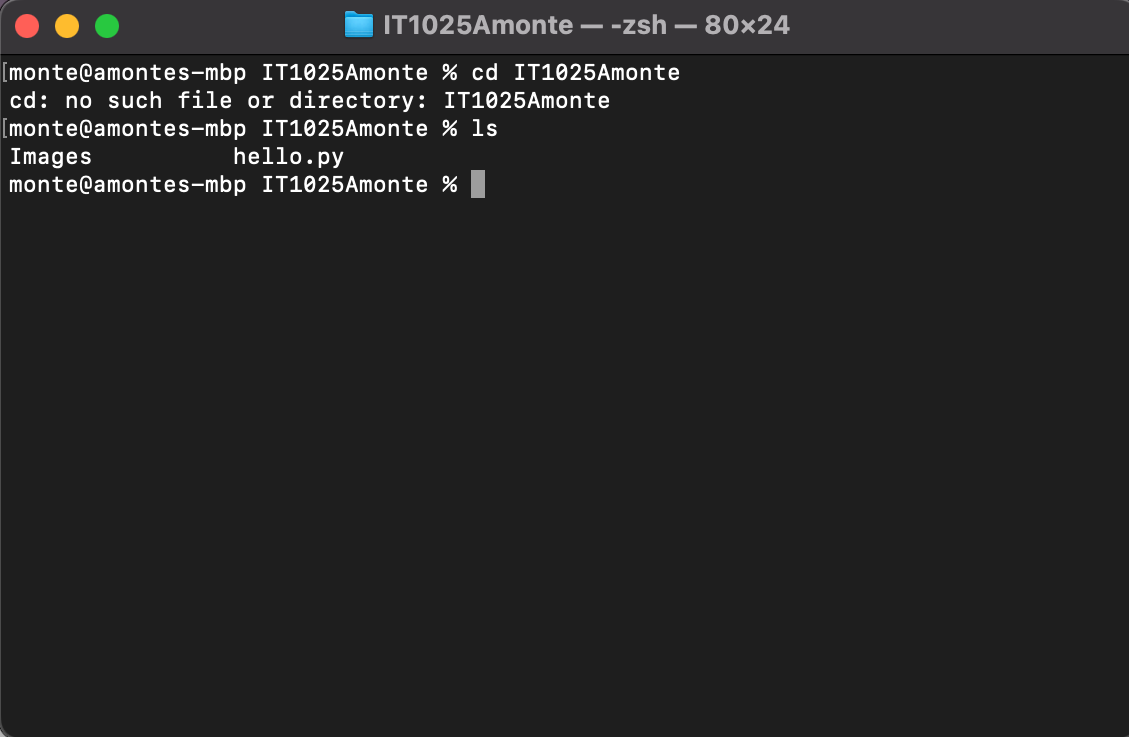 IT1025Amonte — -zsh — 80×24
[monte@amontes-mbp IT1025Amonte % cd IT1025Amonte
cd: no such file or directory: IT1025Amonte
[monte@amontes-mbp IT1025Amonte % ls
Images          hello.py
monte@amontes-mbp IT1025Amonte %